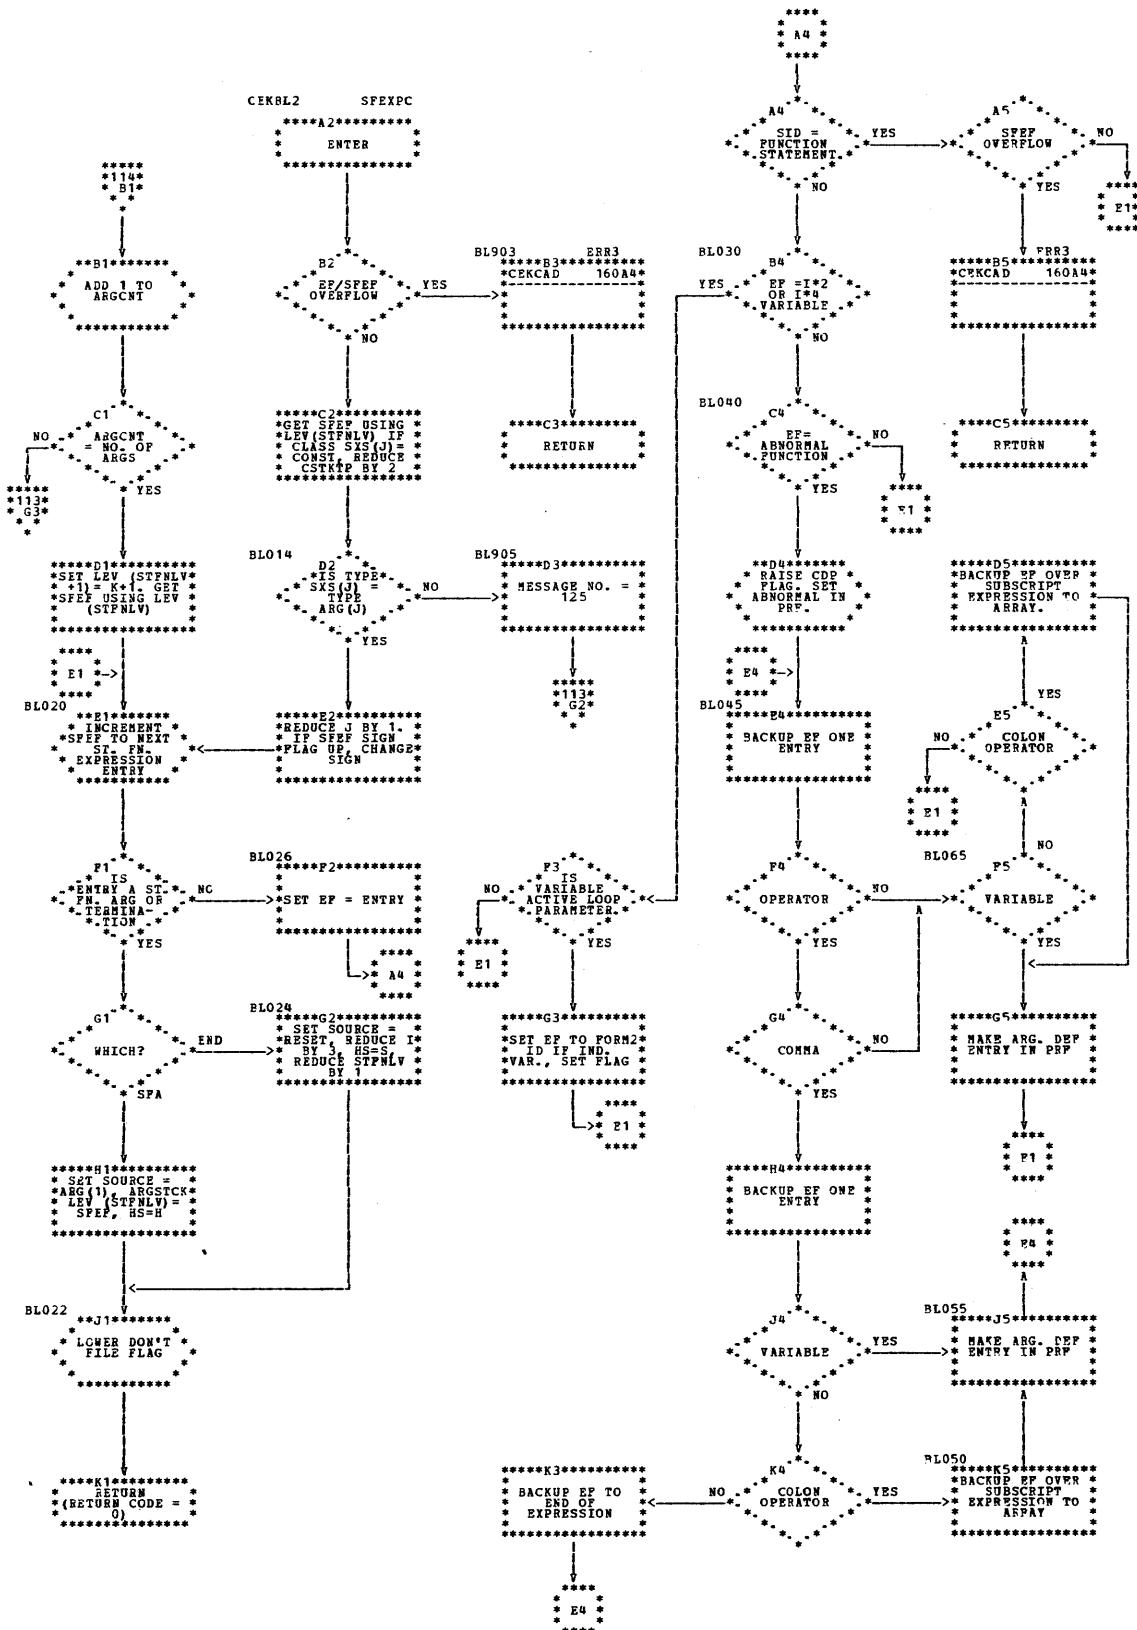 A4
CEKBL2 SFEXPC
A2
ENTER
A4
SID =
FUNCTION
STATEMENT.
YES
NO
A5
SFEF
OVERFLOW
NO
YES
E1
114
B1
B1
ADD 1 TO
ARGCNT
B2
EF/SFEF
OVERFLOW
YES
NO
BL903 ERR3
B3
CEKCAD 160A4
BL030
B4
EF =I*2
OR I*4
VARIABLE
YES
NO
ERR3
B5
CEKCAD 160A4
C1
ARGCNT
= NO. OF
ARGS
NO
YES
113
G3
C2
GET SFEF USING
LEV(STFNLV) IF
CLASS SXS(J)=
CONST, REDUCE
CSTKTP BY 2
C3
RETURN
BL040
C4
EF=
ABNORMAL
FUNCTION
NO
YES
E1
C5
RETURN
D1
SET LEV (STFNLV
+1)= K+1. GET
SFEF USING LEV
(STFNLV)
BL014
D2
IS TYPE
SXS(J) =
TYPE
ARG(J)
NO
YES
BL905
D3
MESSAGE NO. =
125
113
G2
D4
RAISE CDP
FLAG. SET
ABNORMAL IN
PRF.
D5
BACKUP EF OVER
SUBSCRIPT
EXPRESSION TO
ARRAY.
E1
BL020
E1
INCREMENT
SFEF TO NEXT
ST. FN.
EXPRESSION
ENTRY
E2
REDUCE J BY 1.
IF SFEF SIGN
FLAG UP, CHANGE
SIGN
E4
BL045
E4
BACKUP EF ONE
ENTRY
YES
E5
COLON
OPERATOR
NO
E1
NO
F1
IS
ENTRY A ST.
FN. ARG OR
TERMINA-
TION
NO
YES
BL026
F2
SET EF = ENTRY
A4
F3
IS
VARIABLE
ACTIVE LOOP
PARAMETER.
NO
YES
E1
F4
OPERATOR
NO
YES
BL065
F5
VARIABLE
YES
G1
WHICH?
END
SFA
BL024
G2
SET SOURCE =
RESET, REDUCE I
BY 3, HS=S,
REDUCE STFNLV
BY 1
G3
SET EF TO FORM2
ID IF IND.
VAR., SET FLAG
E1
G4
COMMA
NO
YES
G5
MAKE ARG. DEF
ENTRY IN PRF
E1
H1
SET SOURCE =
ARG(1), ARGSTCK
LEV (STFNLV)=
SFEF, HS=H
H4
BACKUP EF ONE
ENTRY
E4
BL022
J1
LOWER DON'T
FILE FLAG
J4
VARIABLE
YES
NO
BL055
J5
MAKE ARG. DEF
ENTRY IN PRF
K1
RETURN
(RETURN CODE =
0)
K3
BACKUP EF TO
END OF
EXPRESSION
NO
K4
COLON
OPERATOR
YES
BL050
K5
BACKUP EF OVER
SUBSCRIPT
EXPRESSION TO
ARRAY
E4